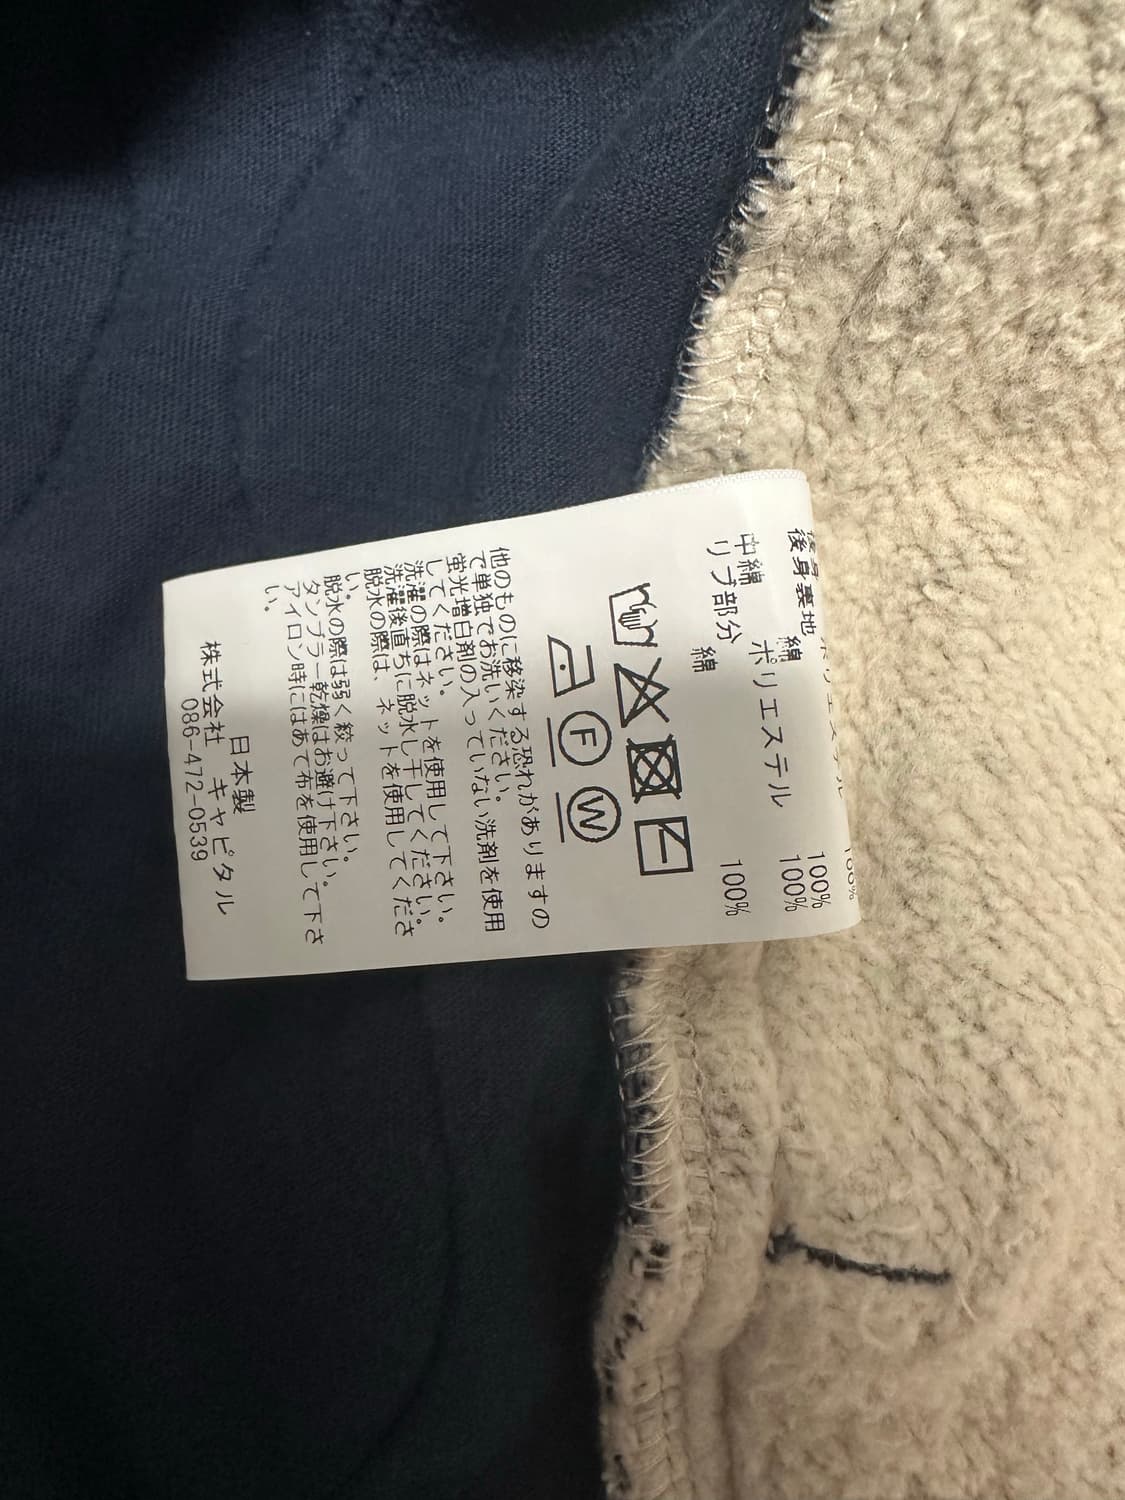 後身裏地
綿 100%
中綿
ポリエステル 100%
リブ部分
綿 100%
F W
他のものに移染する恐れがありますの
で単独でお洗いください。
蛍光増白剤の入っていない洗剤を使用
してください。
洗濯の際はネットを使用して下さい。
洗濯後直ちに脱水し干してください。
脱水の際は、ネットを使用してくださ
い。
脱水の際は弱く絞って下さい。
タンブラー乾燥はお避け下さい。
アイロン時にはあて布を使用して下さ
い。
日本製
株式会社 キャピタル
086-472-0539